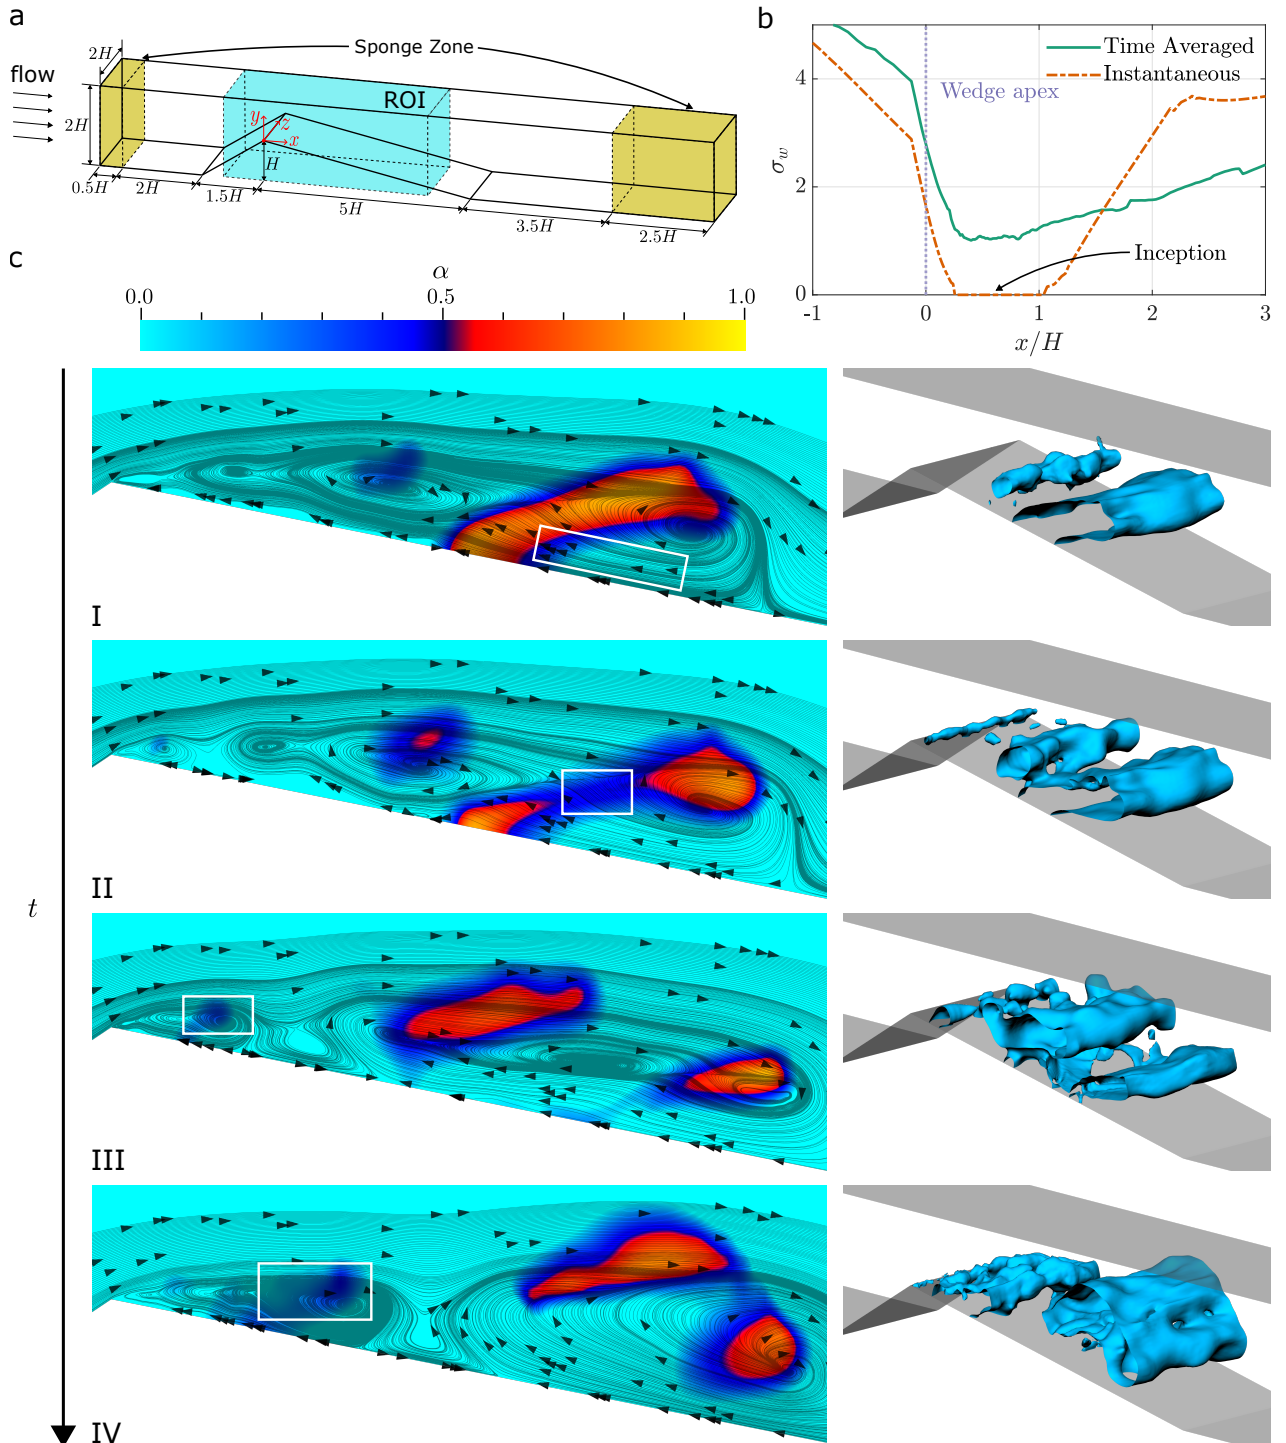 a
Sponge Zone
flow
2H
2H
ROI
y
z
x
H
0.5H
2H
1.5H
5H
3.5H
2.5H
b
Time Averaged
Instantaneous
Wedge apex
Inception
σw
4
2
0
-1
0
1
2
3
x/H
c
α
0.0
0.5
1.0
t
I
II
III
IV